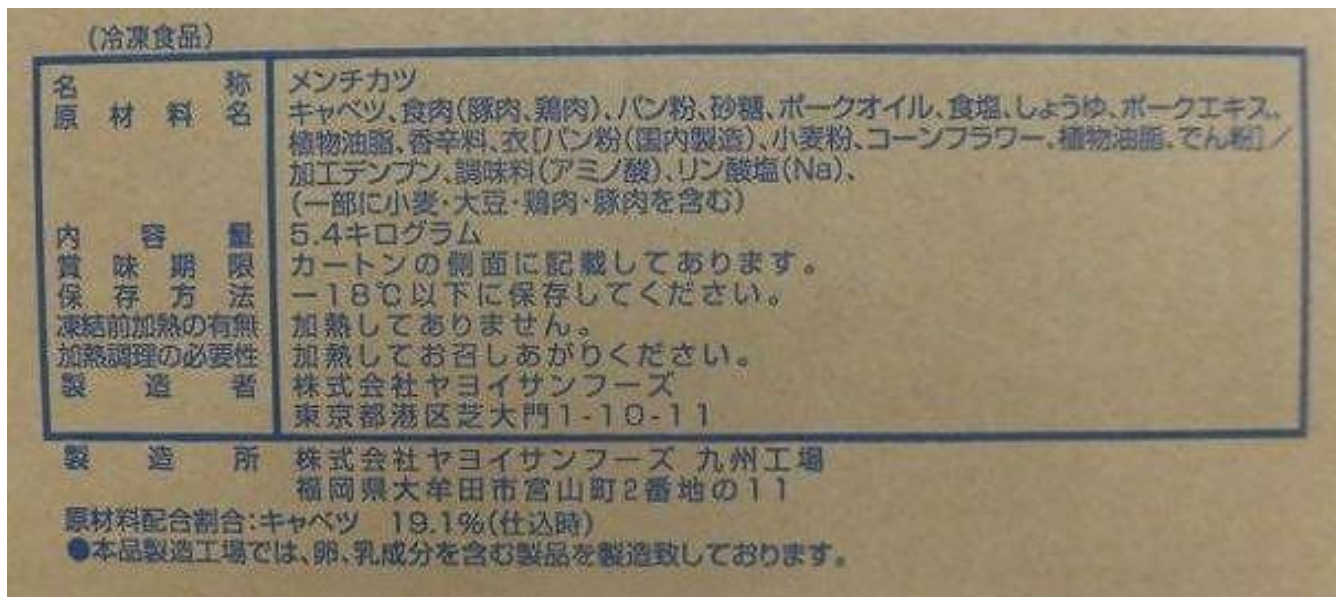 (冷凍食品)
名称 メンチカツ
原材料名 キャベツ、食肉(豚肉、鶏肉)、パン粉、砂糖、ポークオイル、食塩、しょうゆ、ポークエキス、
植物油脂、香辛料、衣[パン粉(国内製造)、小麦粉、コーンフラワー、植物油脂、でん粉]/
加工デンプン、調味料(アミノ酸)、リン酸塩(Na)、
(一部に小麦・大豆・鶏肉・豚肉を含む)
内容量 5.4キログラム
賞味期限 カートンの側面に記載してあります。
保存方法 －18℃以下に保存してください。
凍結前加熱の有無 加熱してありません。
加熱調理の必要性 加熱してお召しあがりください。
製造者 株式会社ヤヨイサンフーズ
東京都港区芝大門1-10-11
製造所 株式会社ヤヨイサンフーズ 九州工場
福岡県大牟田市宮山町2番地の11
原材料配合割合:キャベツ 19.1%(仕込時)
●本品製造工場では、卵、乳成分を含む製品を製造致しております。